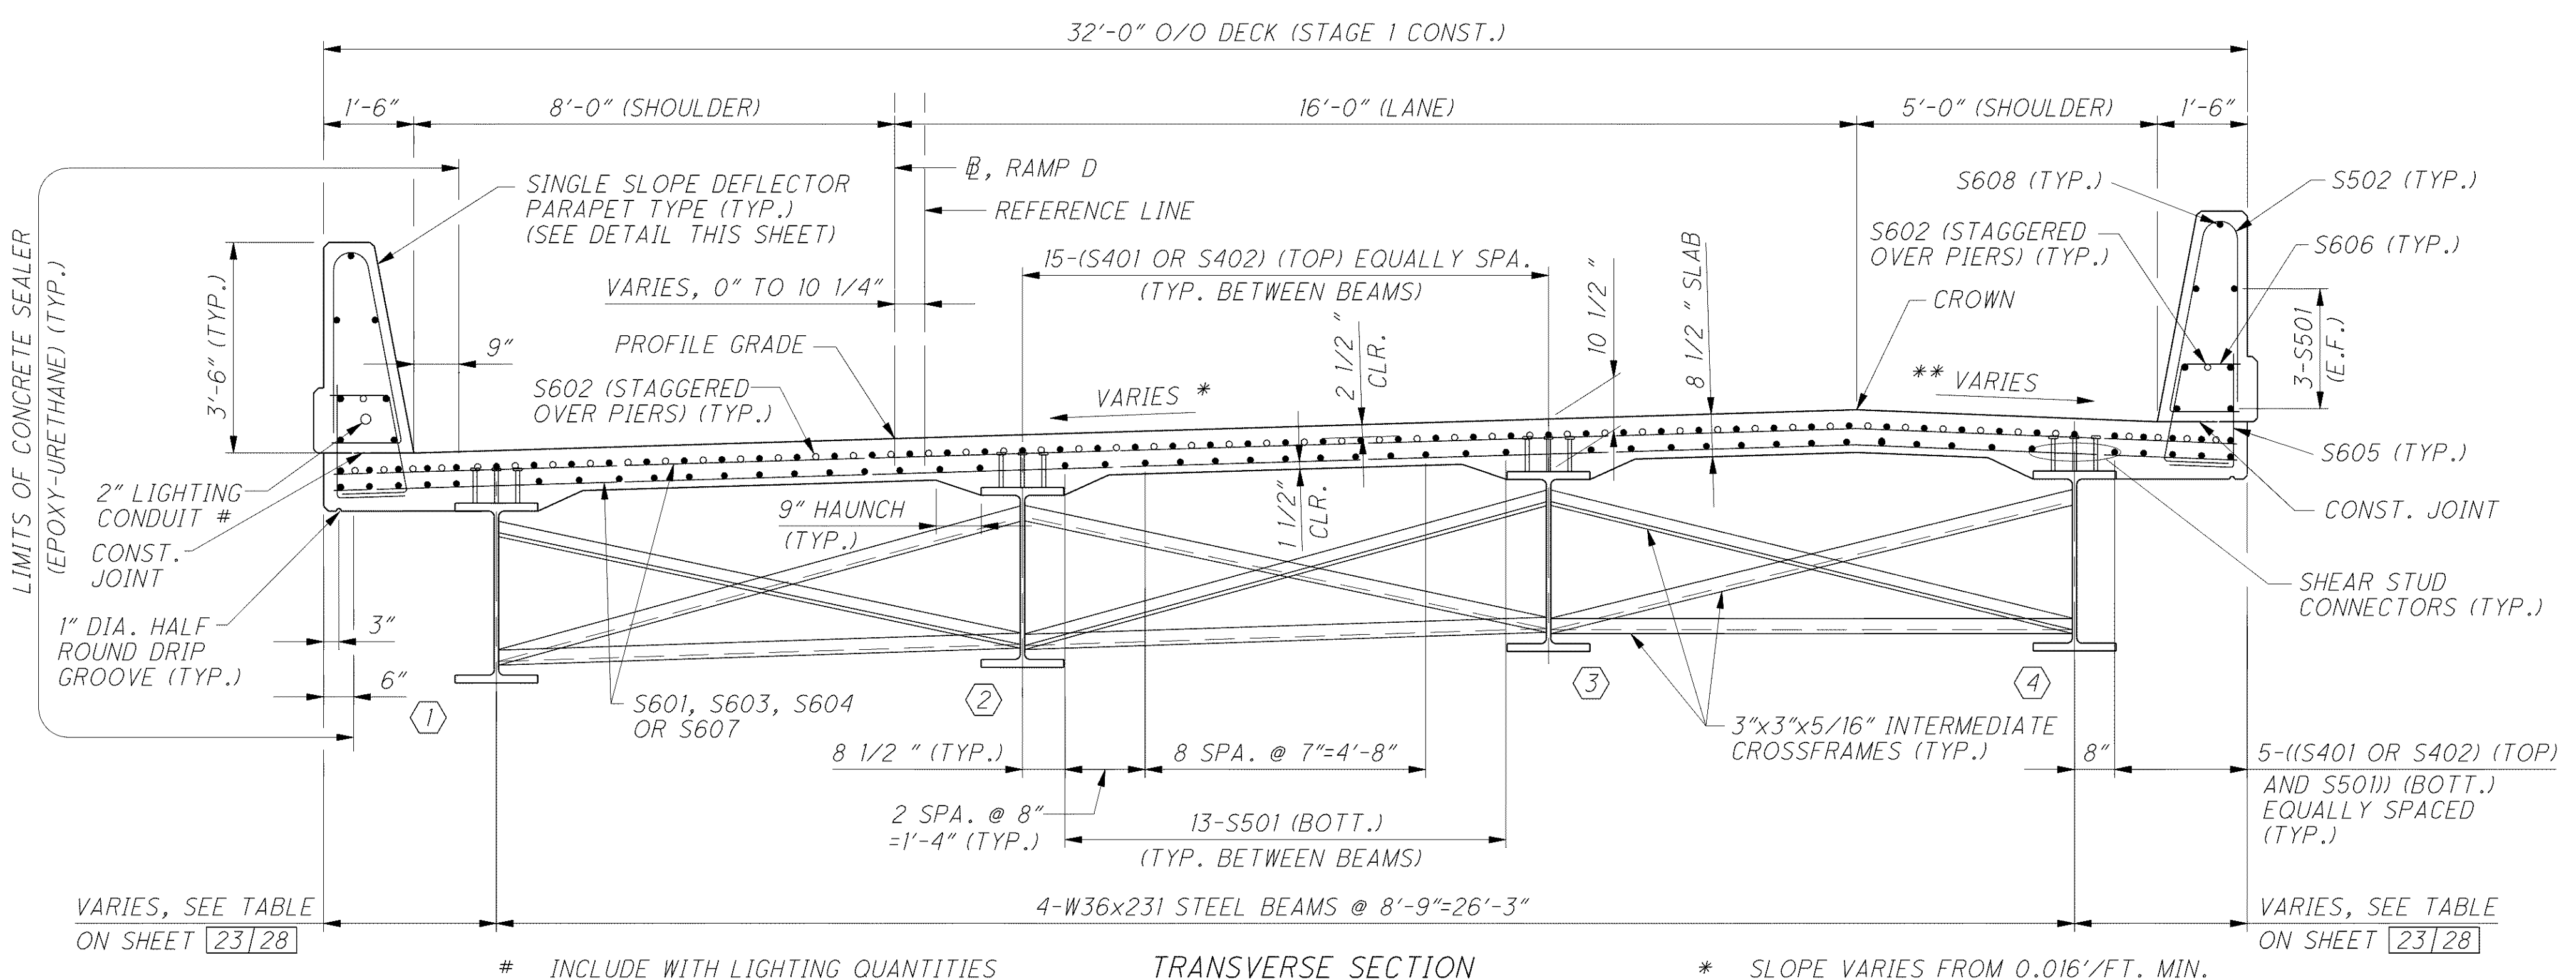 32'-0" O/O DECK (STAGE 1 CONST.)
1'-6"
8'-0" (SHOULDER)
16'-0" (LANE)
5'-0" (SHOULDER)
1'-6"
℄, RAMP D
REFERENCE LINE
SINGLE SLOPE DEFLECTOR
PARAPET TYPE (TYP.)
(SEE DETAIL THIS SHEET)
S608 (TYP.)
S502 (TYP.)
S602 (STAGGERED
OVER PIERS) (TYP.)
S606 (TYP.)
LIMITS OF CONCRETE SEALER
(EPOXY-URETHANE) (TYP.)
3'-6" (TYP.)
15-(S401 OR S402) (TOP) EQUALLY SPA.
(TYP. BETWEEN BEAMS)
VARIES, 0" TO 10 1/4"
CROWN
PROFILE GRADE
9"
2 1/2 "
CLR.
10 1/2 "
8 1/2 " SLAB
3-S501
(E.F.)
S602 (STAGGERED
OVER PIERS) (TYP.)
VARIES *
** VARIES
S605 (TYP.)
2" LIGHTING
CONDUIT #
CONST.
JOINT
9" HAUNCH
(TYP.)
1 1/2"
CLR.
CONST. JOINT
SHEAR STUD
CONNECTORS (TYP.)
1" DIA. HALF
ROUND DRIP
GROOVE (TYP.)
3"
6"
1
2
3
4
S601, S603, S604
OR S607
3"x3"x5/16" INTERMEDIATE
CROSSFRAMES (TYP.)
8 1/2 " (TYP.)
8 SPA. @ 7"=4'-8"
8"
5-((S401 OR S402) (TOP)
AND S501)) (BOTT.)
EQUALLY SPACED
(TYP.)
2 SPA. @ 8"
=1'-4" (TYP.)
13-S501 (BOTT.)
(TYP. BETWEEN BEAMS)
VARIES, SEE TABLE
ON SHEET 23/28
4-W36x231 STEEL BEAMS @ 8'-9"=26'-3"
VARIES, SEE TABLE
ON SHEET 23/28
# INCLUDE WITH LIGHTING QUANTITIES
TRANSVERSE SECTION
* SLOPE VARIES FROM 0.016'/FT. MIN.